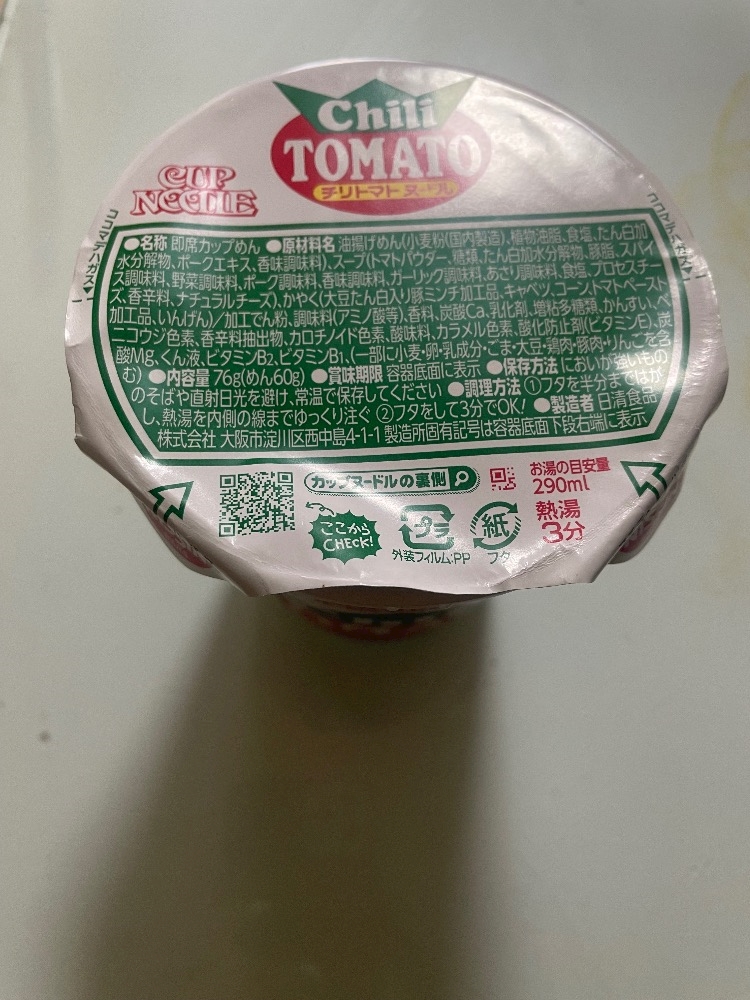 Chili
TOMATO
チリトマトヌードル
CUP
NOODLE
ココマデハガス
●名称 即席カップめん ●原材料名 油揚げめん(小麦粉(国内製造)、植物油脂、食塩、たん白加
水分解物、ポークエキス、香味調味料)、スープ(トマトパウダー、糖類、たん白加水分解物、豚脂、スパイ
ス調味料、野菜調味料、ポーク調味料、香味調味料、ガーリック調味料、あさり調味料、食塩、プロセスチー
ズ、香辛料、ナチュラルチーズ)、かやく(大豆たん白入り豚ミンチ加工品、キャベツ、コーン、トマトペースト
加工品、いんげん)/加工でん粉、調味料(アミノ酸等)、香料、炭酸Ca、乳化剤、増粘多糖類、かんすい、ベ
ニコウジ色素、香辛料抽出物、カロチノイド色素、酸味料、カラメル色素、酸化防止剤(ビタミンE)、炭
酸Mg、くん液、ビタミンB₂、ビタミンB₁、(一部に小麦・卵・乳成分・ごま・大豆・鶏肉・豚肉・りんごを含
む) ●内容量 76g(めん60g) ●賞味期限 容器底面に表示 ●保存方法 においが強いもの
のそばや直射日光を避け、常温で保存してください ●調理方法 ①フタを半分まではが
し、熱湯を内側の線までゆっくり注ぐ ②フタをして3分でOK! ●製造者 日清食品
株式会社 大阪市淀川区西中島4-1-1 製造所固有記号は容器底面下段右端に表示
カップヌードルの裏側
ここから
CHECK!
プラ
外装フィルム:PP
紙
フタ
お湯の目安量
290ml
熱湯
3分